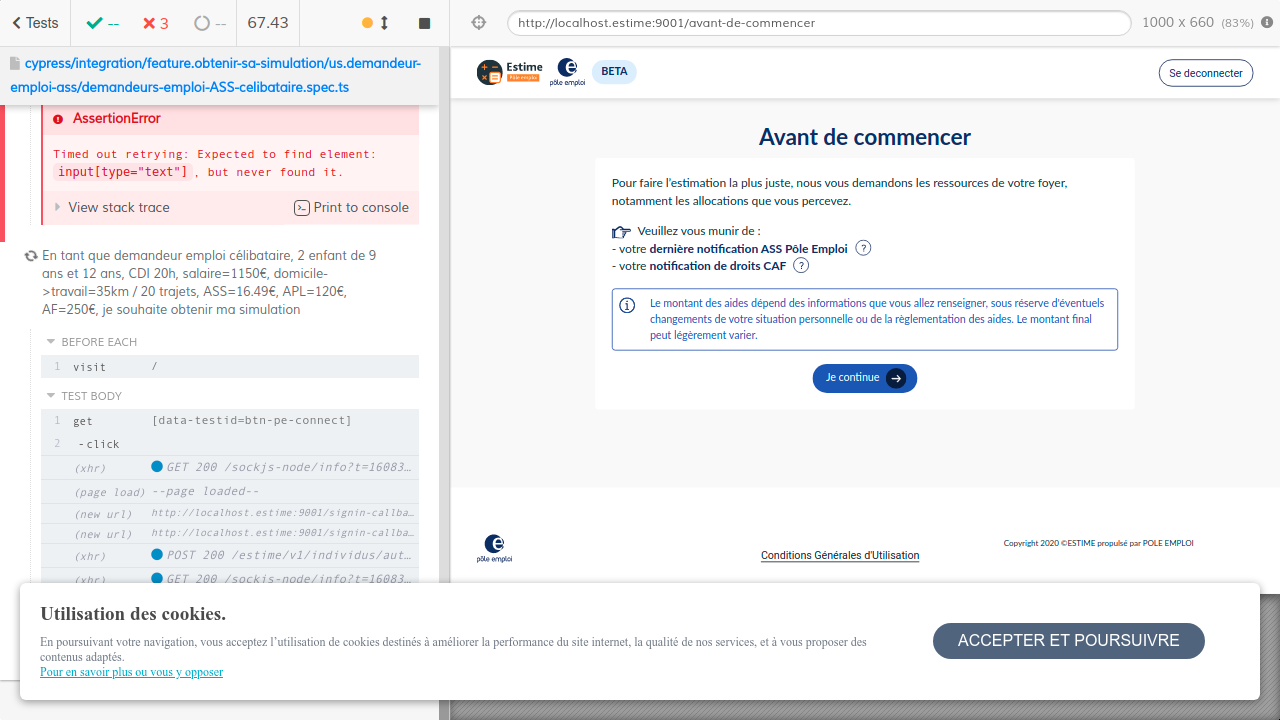 Tests
--
3
--
67.43
cypress/integration/feature.obtenir-sa-simulation/us.demandeur-
emploi-ass/demandeurs-emploi-ASS-celibataire.spec.ts
AssertionError
Timed out retrying: Expected to find element:
input[type="text"], but never found it.
View stack trace
Print to console
En tant que demandeur emploi célibataire, 2 enfant de 9
ans et 12 ans, CDI 20h, salaire=1150€, domicile-
>travail=35km / 20 trajets, ASS=16.49€, APL=120€,
AF=250€, je souhaite obtenir ma simulation
BEFORE EACH
1 visit /
TEST BODY
1 get [data-testid=btn-pe-connect]
2 -click
(xhr) GET 200 /sockjs-node/info?t=16083…
(page load) --page loaded--
(new url) http://localhost.estime:9001/signin-callba…
(new url) http://localhost.estime:9001/signin-callba…
(xhr) POST 200 /estime/v1/individus/aut…
(xhr) GET 200 /sockjs-node/info?t=16083…
http://localhost.estime:9001/avant-de-commencer
1000 x 660 (83%)
Estime
Pôle emploi
pôle emploi
BETA
Se deconnecter
Avant de commencer
Pour faire l'estimation la plus juste, nous vous demandons les ressources de votre foyer,
notamment les allocations que vous percevez.
Veuillez vous munir de :
- votre dernière notification ASS Pôle Emploi ?
- votre notification de droits CAF ?
Le montant des aides dépend des informations que vous allez renseigner, sous réserve d'éventuels
changements de votre situation personnelle ou de la règlementation des aides. Le montant final
peut légèrement varier.
Je continue
pôle emploi
Conditions Générales d'Utilisation
Copyright 2020 ©ESTIME propulsé par POLE EMPLOI
Utilisation des cookies.
En poursuivant votre navigation, vous acceptez l’utilisation de cookies destinés à améliorer la performance du site internet, la qualité de nos services, et à vous proposer des
contenus adaptés.
Pour en savoir plus ou vous y opposer
ACCEPTER ET POURSUIVRE